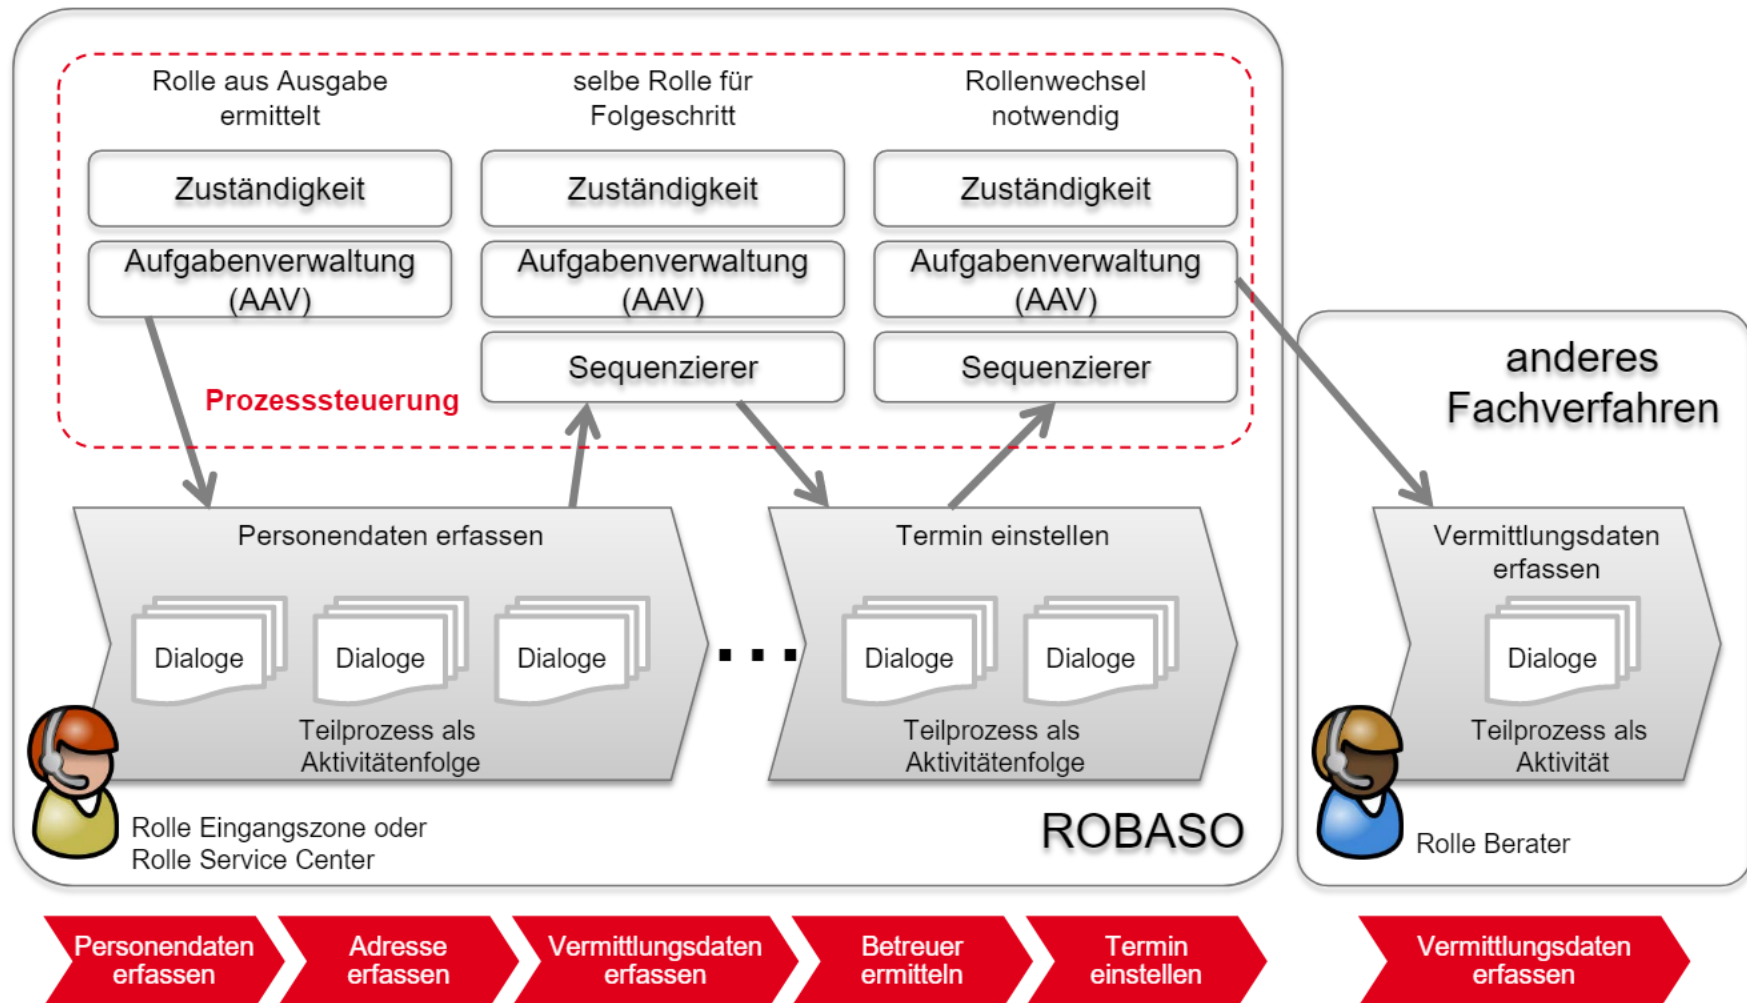 Rolle aus Ausgabe
ermittelt
selbe Rolle für
Folgeschritt
Rollenwechsel
notwendig
Zuständigkeit
Zuständigkeit
Zuständigkeit
Aufgabenverwaltung
(AAV)
Aufgabenverwaltung
(AAV)
Aufgabenverwaltung
(AAV)
Sequenzierer
Sequenzierer
Prozesssteuerung
anderes
Fachverfahren
Personendaten erfassen
Dialoge
Dialoge
Dialoge
Teilprozess als
Aktivitätenfolge
...
Termin einstellen
Dialoge
Dialoge
Teilprozess als
Aktivitätenfolge
Vermittlungsdaten
erfassen
Dialoge
Teilprozess als
Aktivität
Rolle Eingangszone oder
Rolle Service Center
ROBASO
Rolle Berater
Personendaten
erfassen
Adresse
erfassen
Vermittlungsdaten
erfassen
Betreuer
ermitteln
Termin
einstellen
Vermittlungsdaten
erfassen